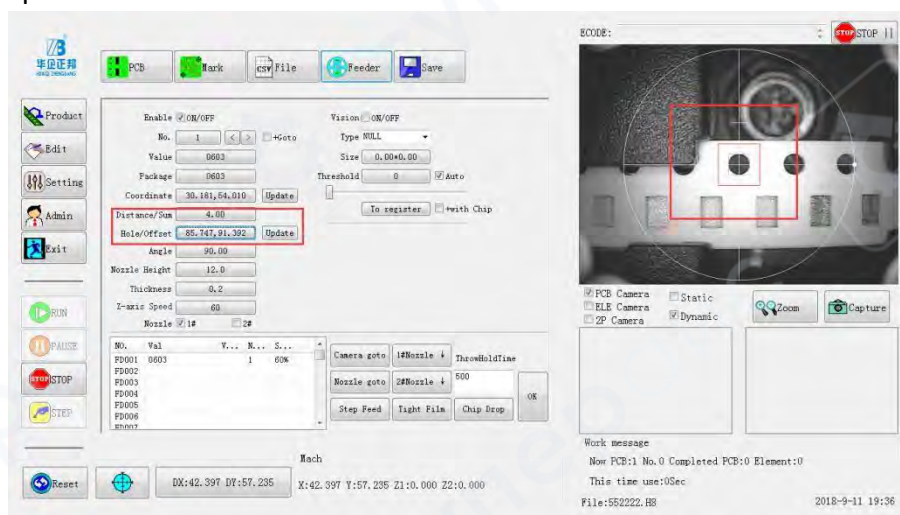 ECODE: STOP
华企正邦
PCB Mark csv File Feeder Save
Product
Edit
Setting
Admin
Exit
RUN
PAUSE
STOP STOP
STEP
Reset
Enable ON/OFF Vision ON/OFF
No. 1 < > +Goto Type NULL
Value 0603 Size 0.00*0.00
Package 0603 Threshold 0 Auto
Coordinate 30.181,54.010 Update
Distance/Sum 4.00 To register +with Chip
Hole/Offset 85.747,91.392 Update
Angle 90.00
Nozzle Height 12.0
Thickness 0.2
Z-axis Speed 60
Nozzle 1# 2#
NO. Val V... N... S...
FD001 0603 1 60%
FD002
FD003
FD004
FD005
FD006
FD007
Camera goto 1#Nozzle ↓ ThrowHoldTime
Nozzle goto 2#Nozzle ↓ 500
OK
Step Feed Tight Film Chip Drop
Mach
DX:42.397 DY:57.235 X:42.397 Y:57.235 Z1:0.000 Z2:0.000
PCB Camera Static
ELE Camera Zoom Capture
2P Camera Dynamic
Work message
Now PCB:1 No.0 Completed PCB:0 Element:0
This time use:0Sec
File:552222.HS 2018-9-11 19:36